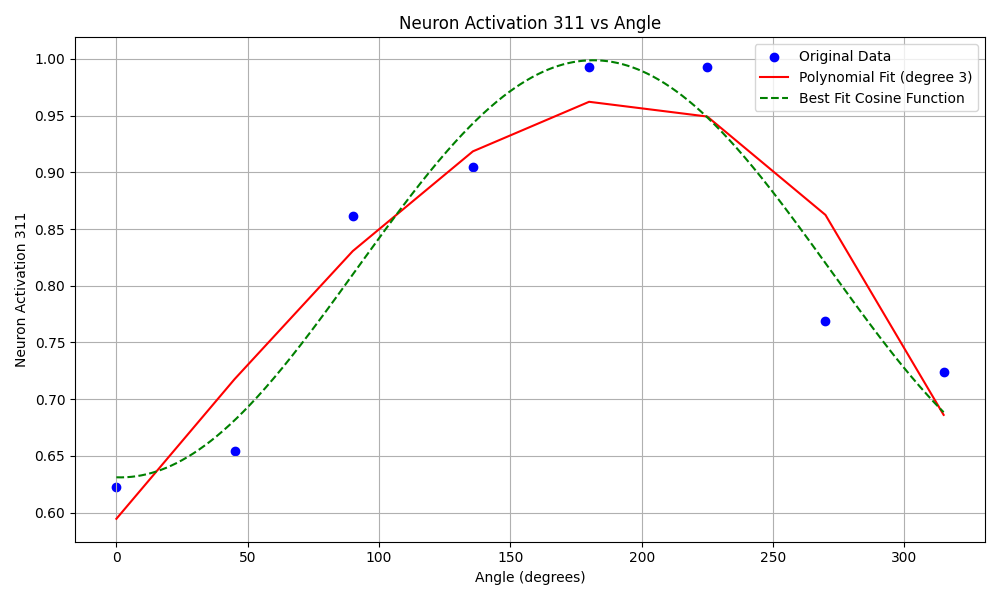 Neuron Activation 311 vs Angle
Original Data
Polynomial Fit (degree 3)
Best Fit Cosine Function
Neuron Activation 311
1.00
0.95
0.90
0.85
0.80
0.75
0.70
0.65
0.60
0 50 100 150 200 250 300
Angle (degrees)